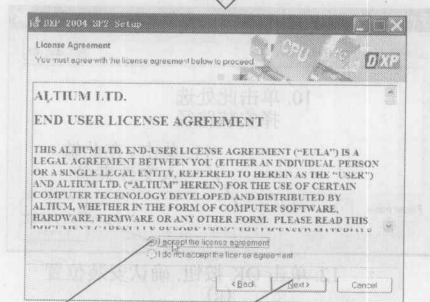 DXP 2004 SP2 Setup
License Agreement
You must agree with the license agreement below to proceed.
CPU
DXP
ALTIUM LTD.
END USER LICENSE AGREEMENT
THIS ALTIUM LTD. END-USER LICENSE AGREEMENT ("EULA") IS A
LEGAL AGREEMENT BETWEEN YOU (EITHER AN INDIVIDUAL PERSON
OR A SINGLE LEGAL ENTITY, REFERRED TO HEREIN AS THE "USER")
AND ALTIUM LTD. ("ALTIUM" HEREIN) FOR THE USE OF CERTAIN
COMPUTER TECHNOLOGY DEVELOPED AND DISTRIBUTED BY
ALTIUM, WHETHER IN THE FORM OF COMPUTER SOFTWARE,
HARDWARE, FIRMWARE OR ANY OTHER FORM. PLEASE READ THIS
I accept the license agreement
I do not accept the license agreement
< Back
Next >
Cancel